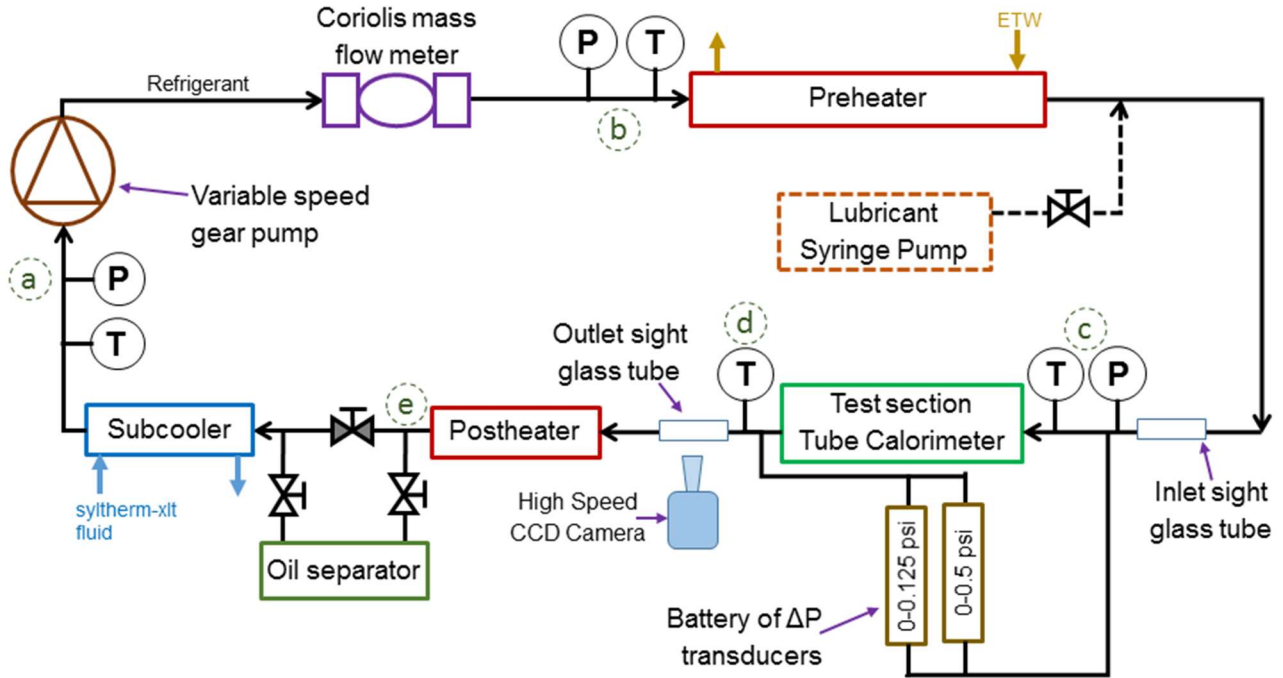 Coriolis mass
flow meter
P
T
ETW
Refrigerant
Preheater
b
Variable speed
gear pump
Lubricant
Syringe Pump
a
P
T
Outlet sight
glass tube
d
T
c
T
P
Subcooler
e
Postheater
Test section
Tube Calorimeter
syltherm-xlt
fluid
High Speed
CCD Camera
Inlet sight
glass tube
Oil separator
0-0.125 psi
0-0.5 psi
Battery of ΔP
transducers